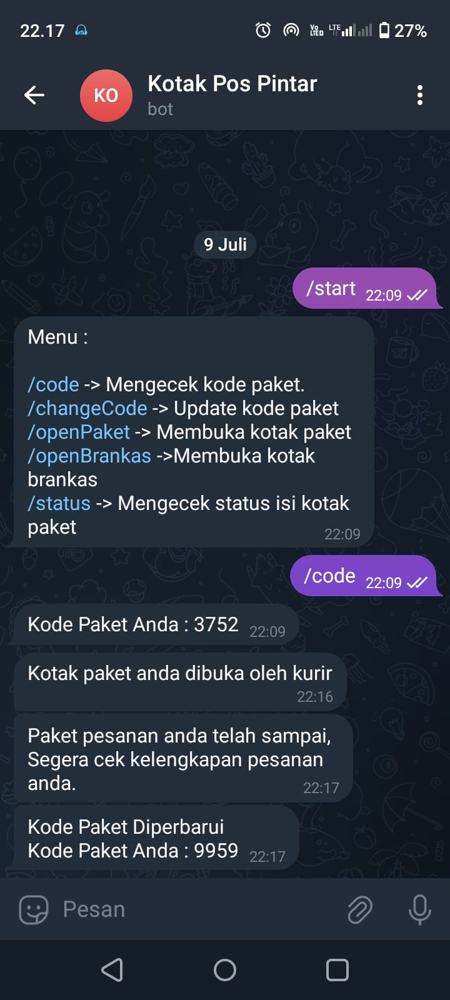 22.17
Vo LTE
LTED
27%
KO
Kotak Pos Pintar
bot
9 Juli
/start 22:09
Menu :
/code -> Mengecek kode paket.
/changeCode -> Update kode paket
/openPaket -> Membuka kotak paket
/openBrankas ->Membuka kotak
brankas
/status -> Mengecek status isi kotak
paket
22:09
/code 22:09
Kode Paket Anda : 3752 22:09
Kotak paket anda dibuka oleh kurir
22:16
Paket pesanan anda telah sampai,
Segera cek kelengkapan pesanan
anda. 22:17
Kode Paket Diperbarui
Kode Paket Anda : 9959 22:17
Pesan